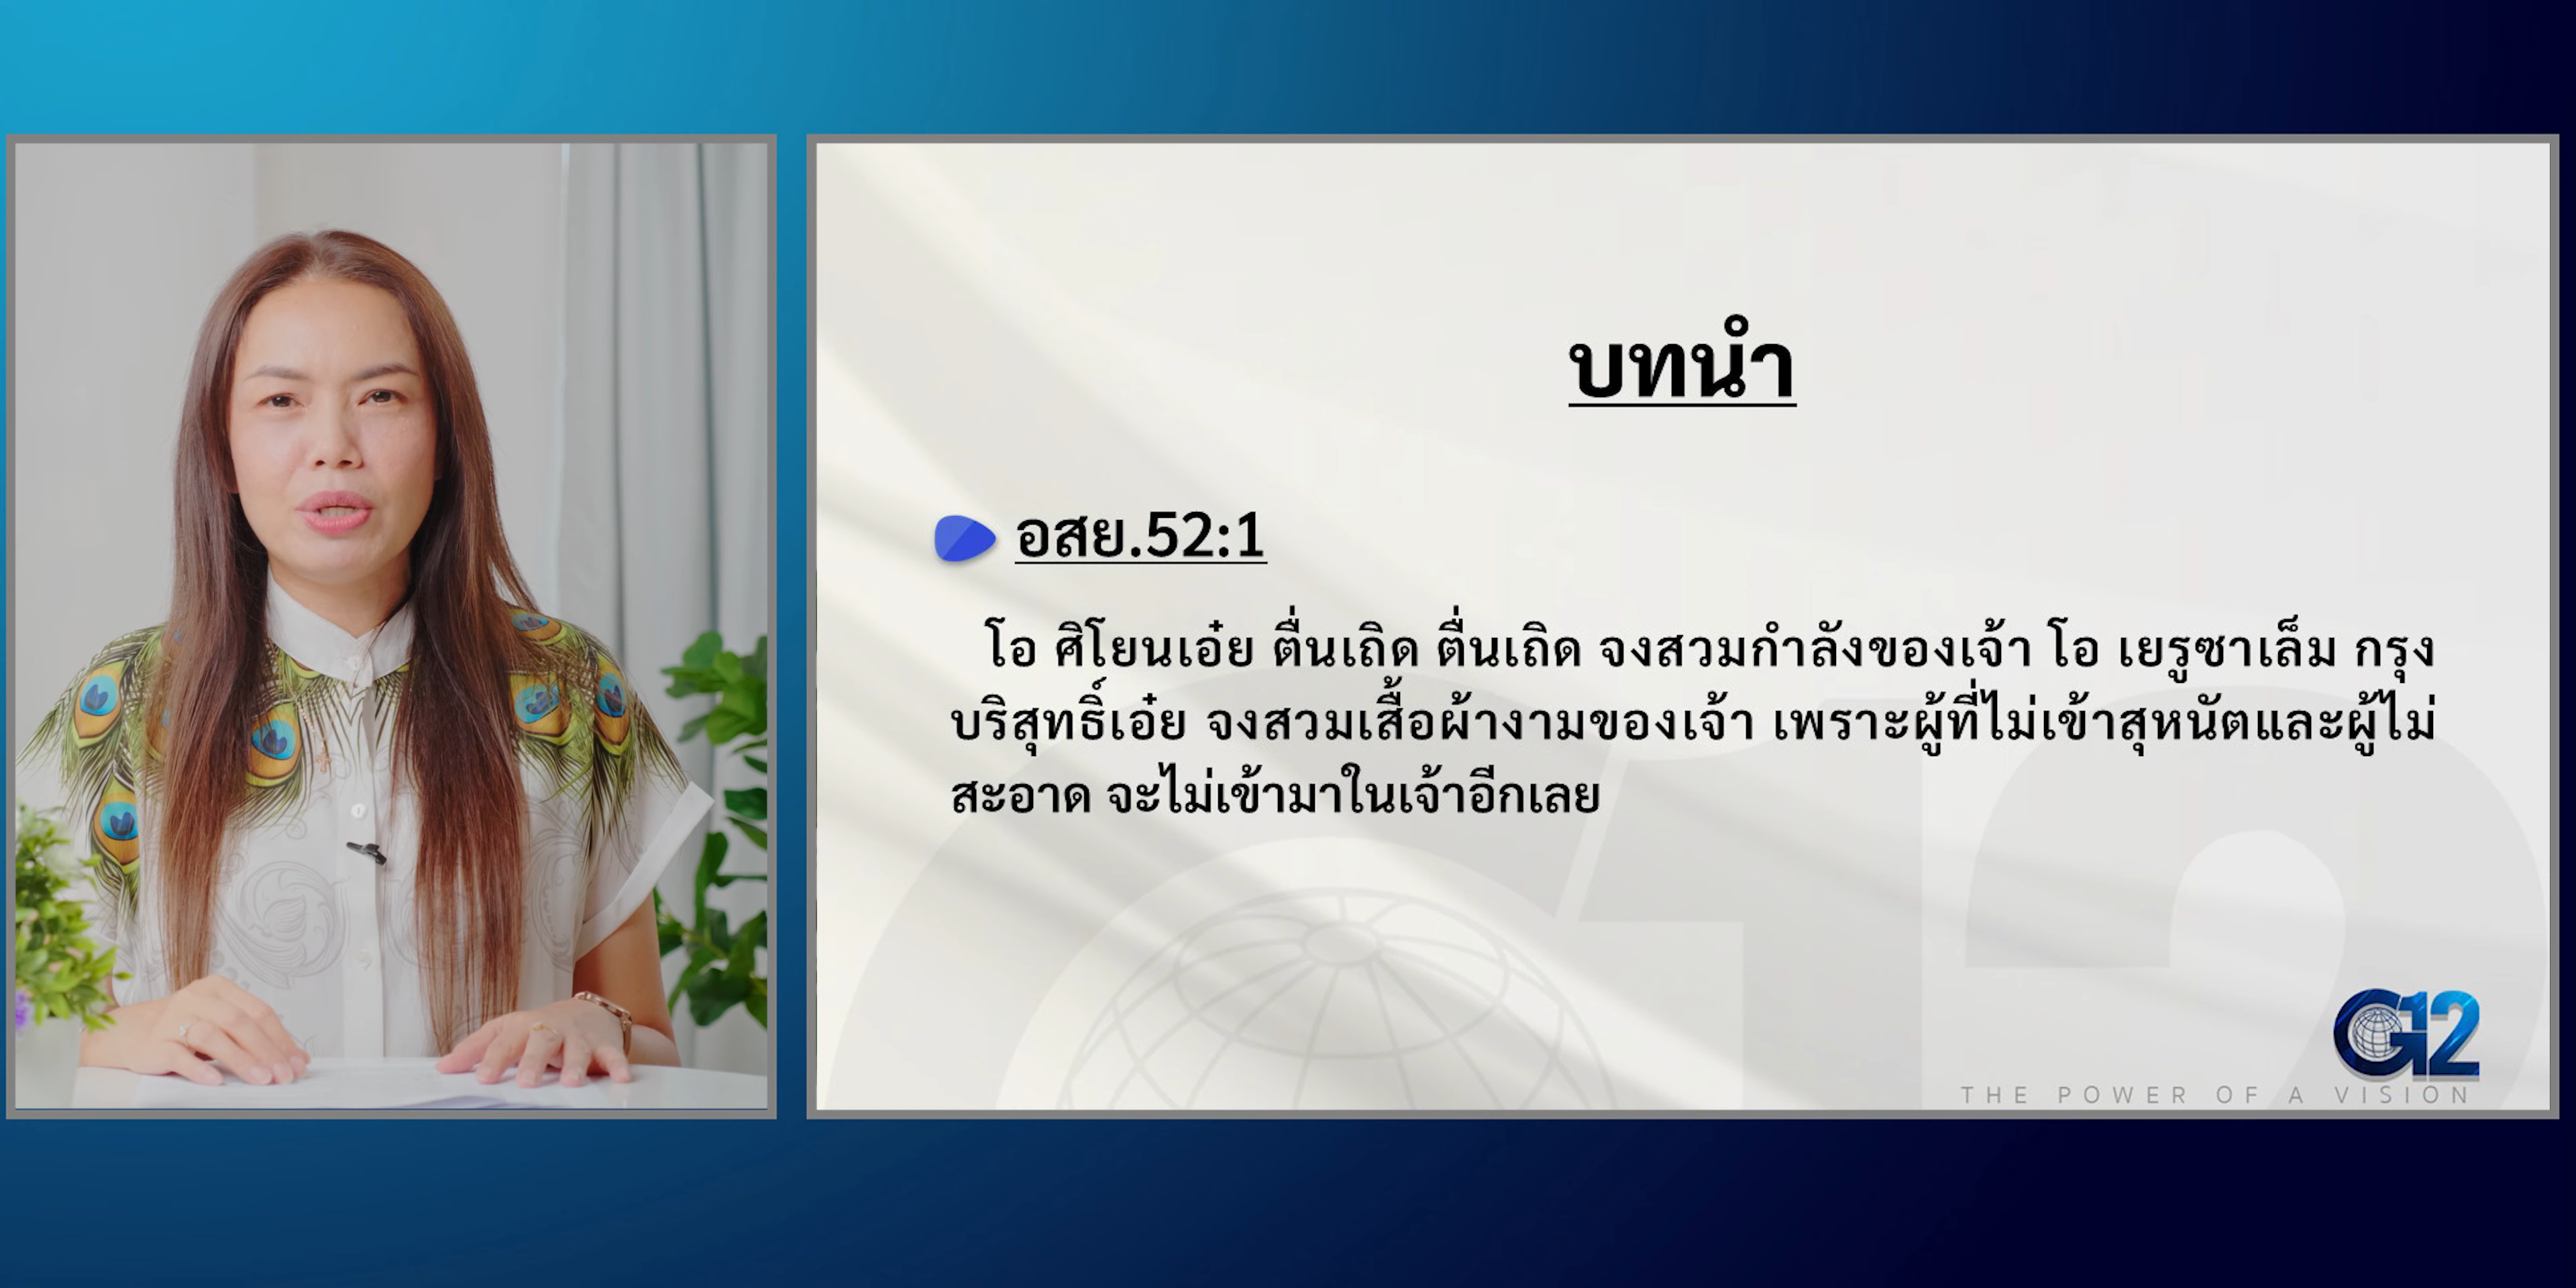 บทนำ
อสย.52:1
โอ ศิโยนเอ๋ย ตื่นเถิด ตื่นเถิด จงสวมกำลังของเจ้า โอ เยรูซาเล็ม กรุง
บริสุทธิ์เอ๋ย จงสวมเสื้อผ้างามของเจ้า เพราะผู้ที่ไม่เข้าสุหนัตและผู้ไม่
สะอาด จะไม่เข้ามาในเจ้าอีกเลย
G12
THE POWER OF A VISION